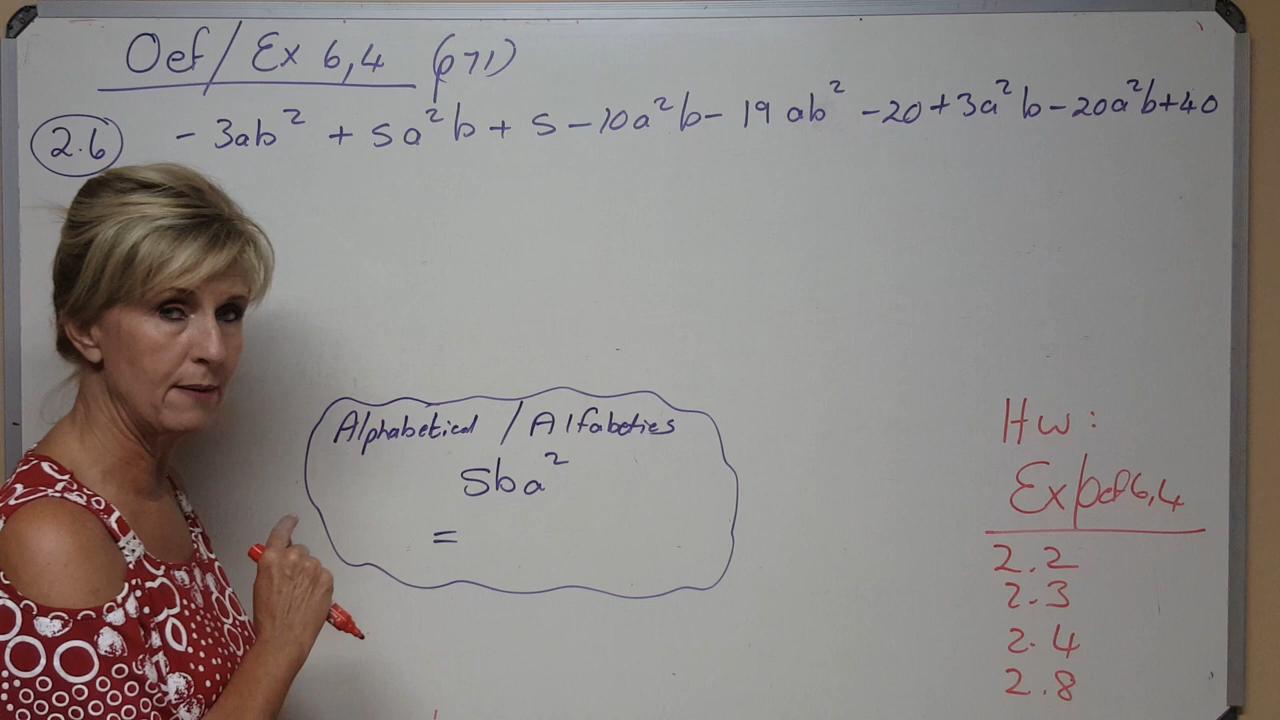 Oef/ Ex 6,4 (p71)
2.6 - 3ab² + 5a²b + 5 - 10a²b - 19ab² - 20 + 3a²b - 20a²b + 40
Alphabetical / Alfabeties
5ba²
=
Hw:
Ex/oef 6,4
2.2
2.3
2.4
2.8